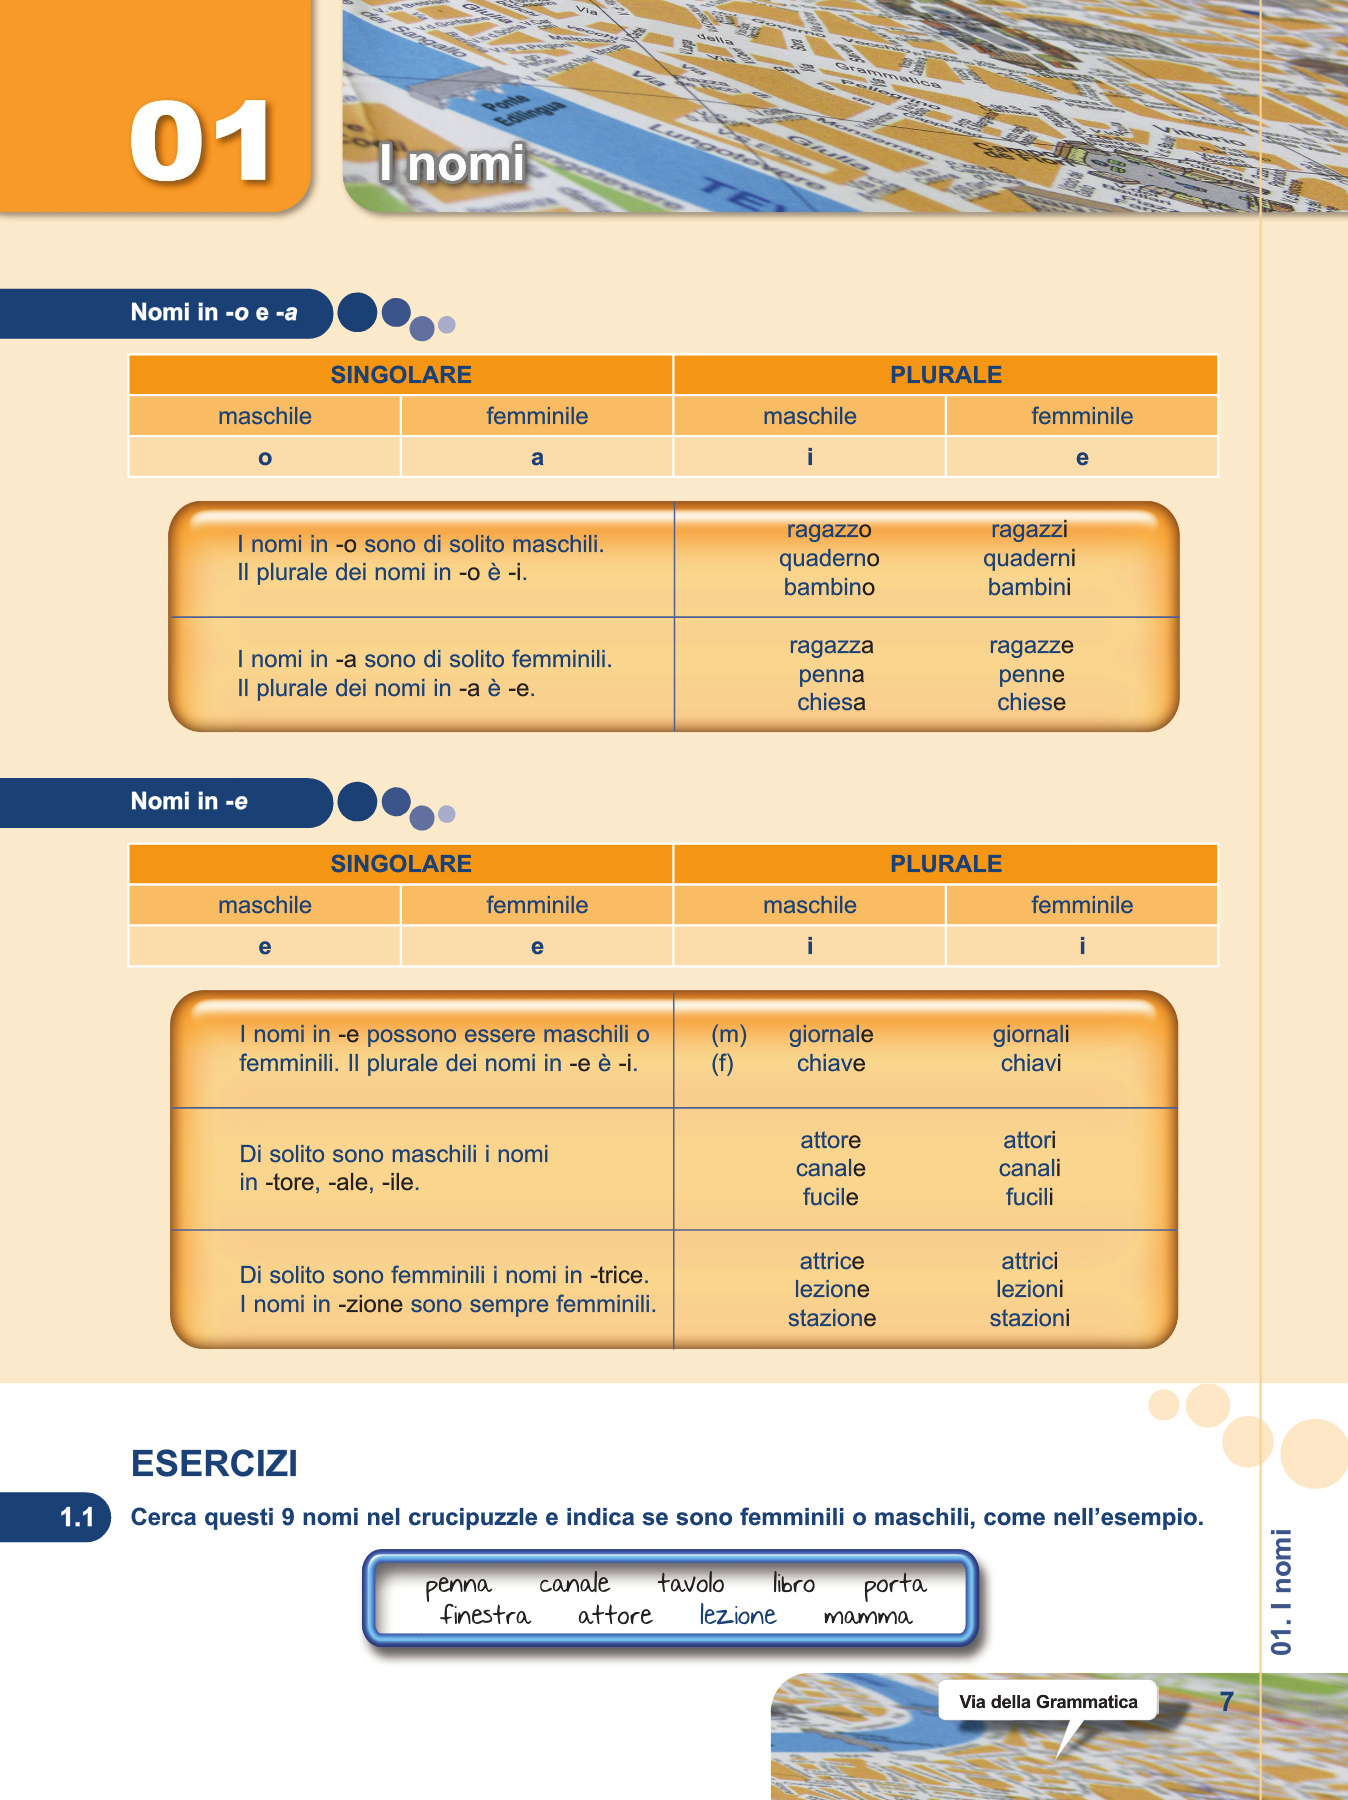 01
I nomi
Ponte
Edilingua
Grammatica
Nomi in -o e -a
SINGOLARE PLURALE
maschile femminile maschile femminile
o a i e
I nomi in -o sono di solito maschili.
Il plurale dei nomi in -o è -i.
ragazzo ragazzi
quaderno quaderni
bambino bambini
I nomi in -a sono di solito femminili.
Il plurale dei nomi in -a è -e.
ragazza ragazze
penna penne
chiesa chiese
Nomi in -e
SINGOLARE PLURALE
maschile femminile maschile femminile
e e i i
I nomi in -e possono essere maschili o
femminili. Il plurale dei nomi in -e è -i.
(m) giornale giornali
(f) chiave chiavi
Di solito sono maschili i nomi
in -tore, -ale, -ile.
attore attori
canale canali
fucile fucili
Di solito sono femminili i nomi in -trice.
I nomi in -zione sono sempre femminili.
attrice attrici
lezione lezioni
stazione stazioni
ESERCIZI
1.1 Cerca questi 9 nomi nel crucipuzzle e indica se sono femminili o maschili, come nell'esempio.
penna canale tavolo libro porta
finestra attore lezione mamma
01. I nomi
Via della Grammatica
7